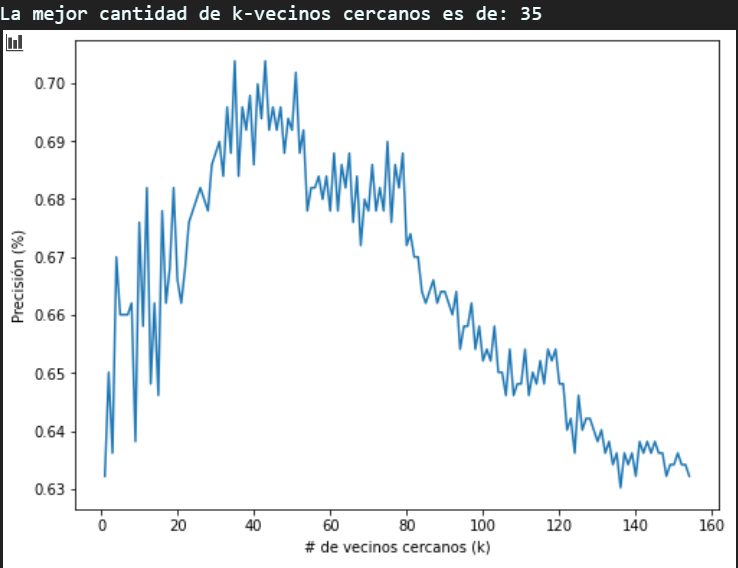 La mejor cantidad de k-vecinos cercanos es de: 35
0.70
0.69
0.68
0.67
0.66
0.65
0.64
0.63
Precisión (%)
0 20 40 60 80 100 120 140 160
# de vecinos cercanos (k)